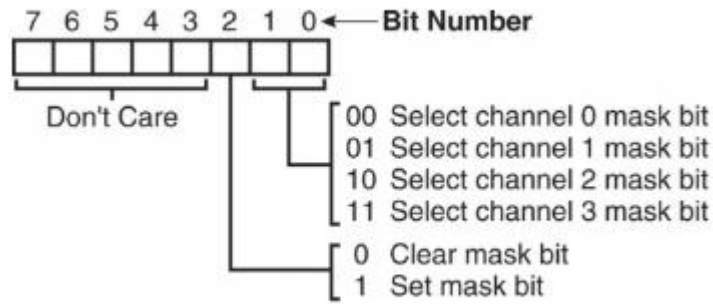 7 6 5 4 3 2 1 0 Bit Number
Don't Care
00 Select channel 0 mask bit
01 Select channel 1 mask bit
10 Select channel 2 mask bit
11 Select channel 3 mask bit
0 Clear mask bit
1 Set mask bit